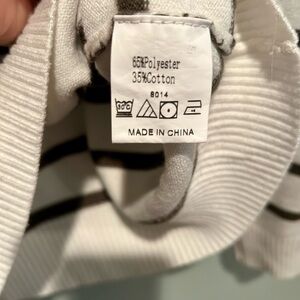 65%Polyester
35%Cotton
8014
MADE IN CHINA